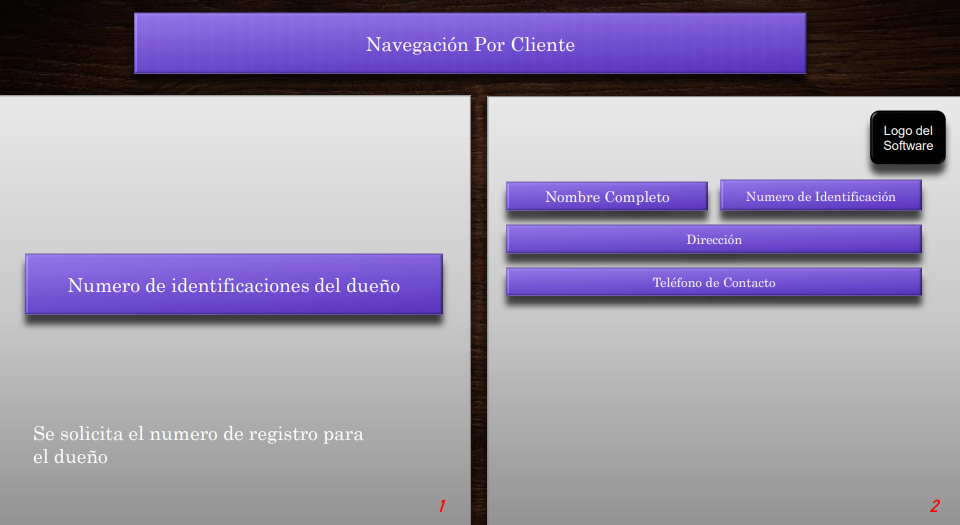 Navegación Por Cliente
Numero de identificaciones del dueño
Se solicita el numero de registro para
el dueño
1
Logo del
Software
Nombre Completo
Numero de Identificación
Dirección
Teléfono de Contacto
2